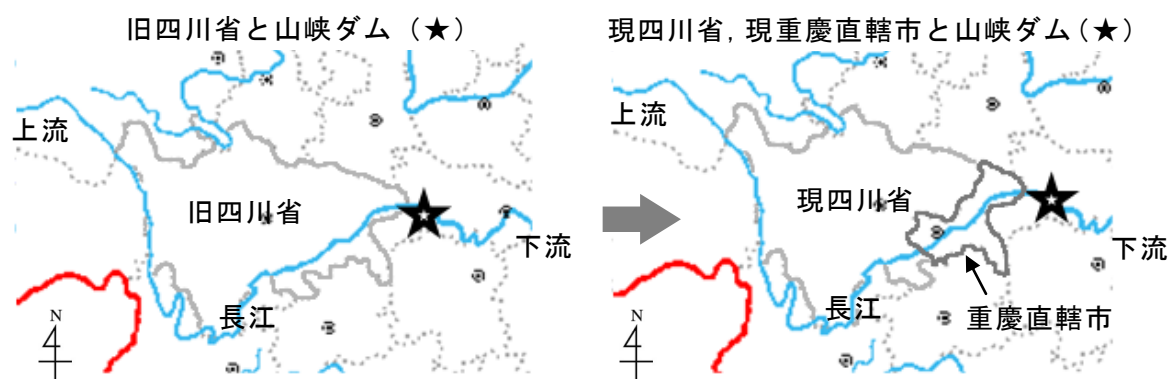 旧四川省と山峡ダム（★）
上流
旧四川省
下流
長江
N
現四川省，現重慶直轄市と山峡ダム（★）
上流
現四川省
下流
長江
重慶直轄市
N